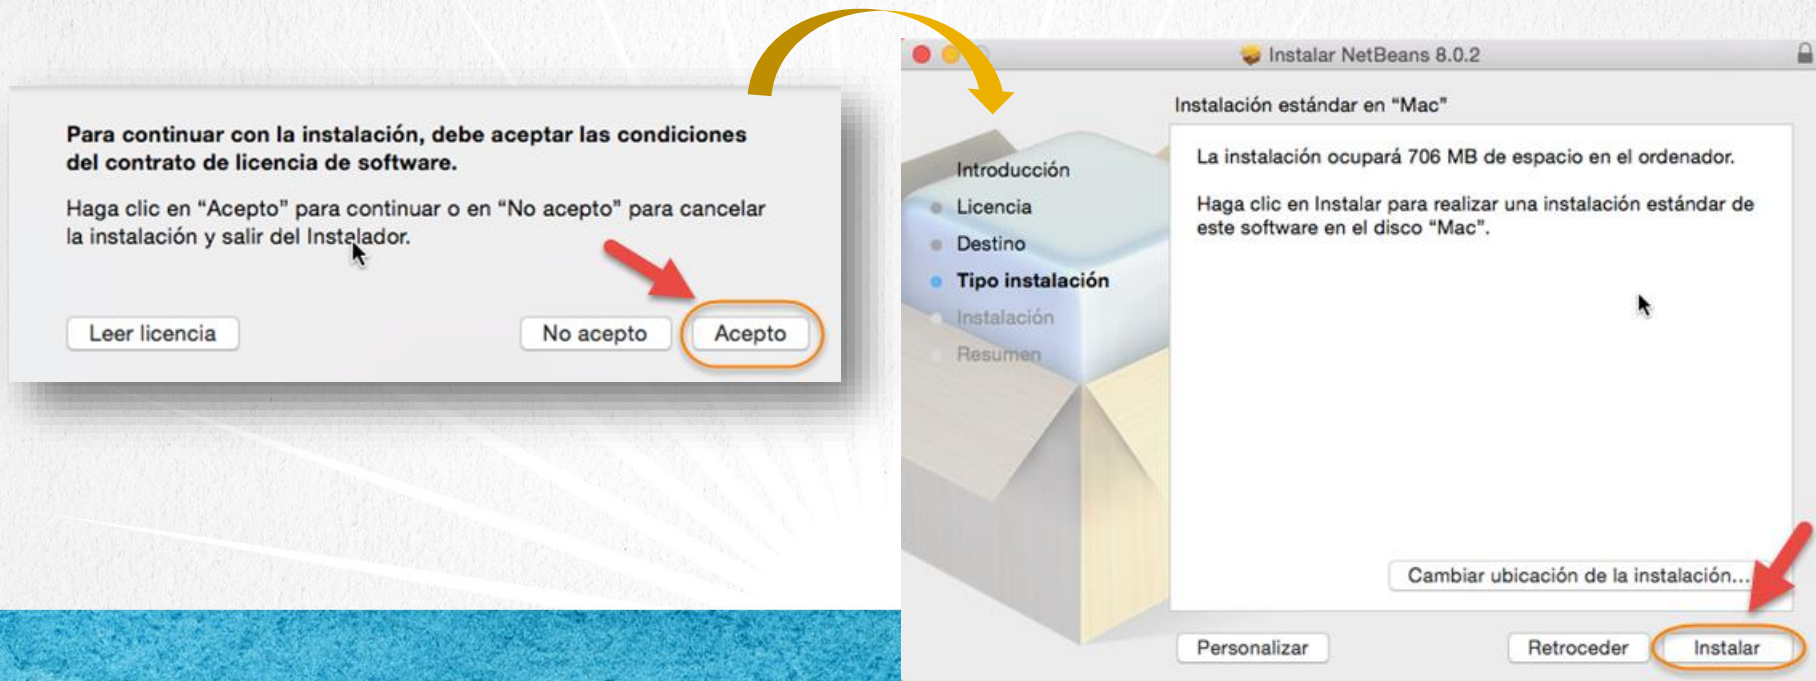 Para continuar con la instalación, debe aceptar las condiciones
del contrato de licencia de software.
Haga clic en “Acepto” para continuar o en “No acepto” para cancelar
la instalación y salir del Instalador.
Leer licencia
No acepto
Acepto
Instalar NetBeans 8.0.2
Instalación estándar en “Mac”
Introducción
Licencia
Destino
Tipo instalación
Instalación
Resumen
La instalación ocupará 706 MB de espacio en el ordenador.
Haga clic en Instalar para realizar una instalación estándar de
este software en el disco “Mac”.
Cambiar ubicación de la instalación...
Personalizar
Retroceder
Instalar